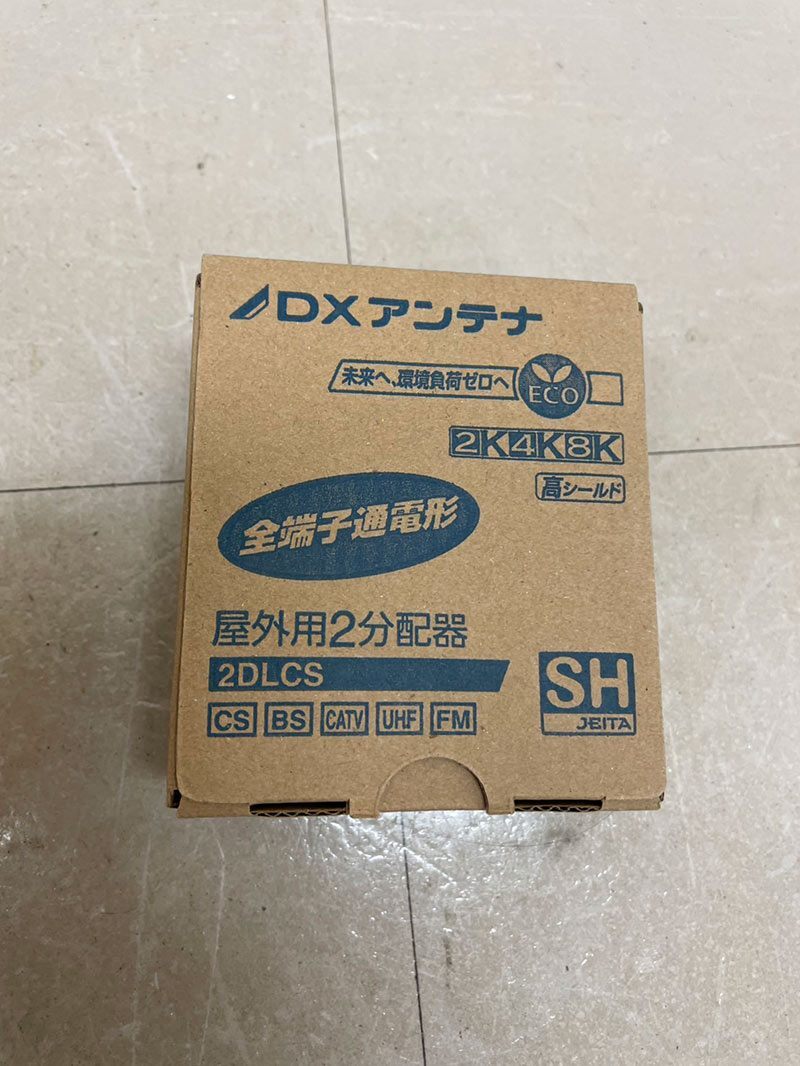 DXアンテナ
未来へ、環境負荷ゼロへ ECO
2K4K8K
高シールド
全端子通電形
屋外用2分配器
2DLCS
CS BS CATV UHF FM
SH
JEITA